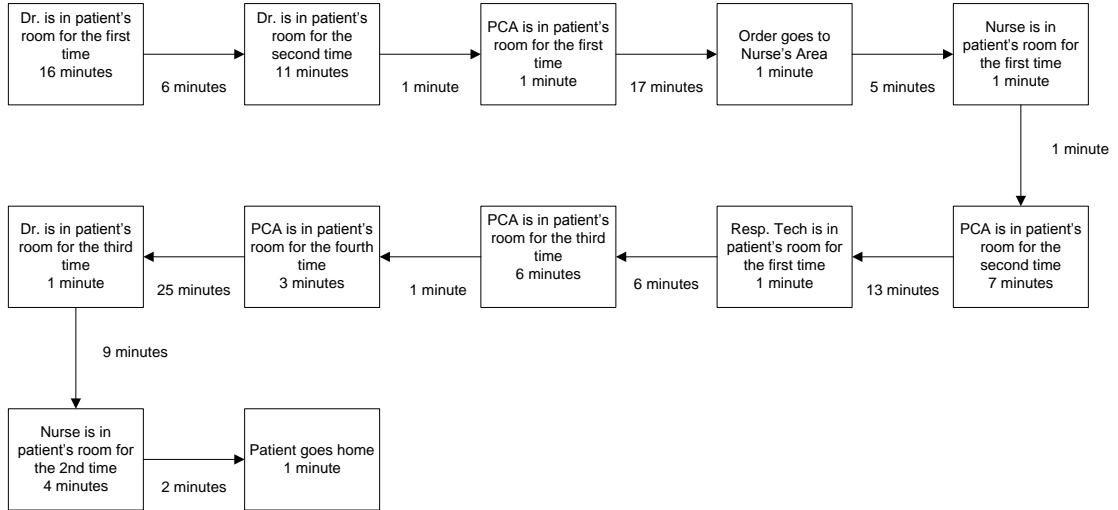 Dr. is in patient's
room for the first
time
16 minutes
6 minutes
Dr. is in patient's
room for the
second time
11 minutes
1 minute
PCA is in patient's
room for the first
time
1 minute
17 minutes
Order goes to
Nurse's Area
1 minute
5 minutes
Nurse is in
patient's room for
the first time
1 minute
1 minute
PCA is in patient's
room for the
second time
7 minutes
13 minutes
Resp. Tech is in
patient's room for
the first time
1 minute
6 minutes
PCA is in patient's
room for the third
time
6 minutes
1 minute
PCA is in patient's
room for the fourth
time
3 minutes
25 minutes
Dr. is in patient's
room for the third
time
1 minute
9 minutes
Nurse is in
patient's room for
the 2nd time
4 minutes
2 minutes
Patient goes home
1 minute